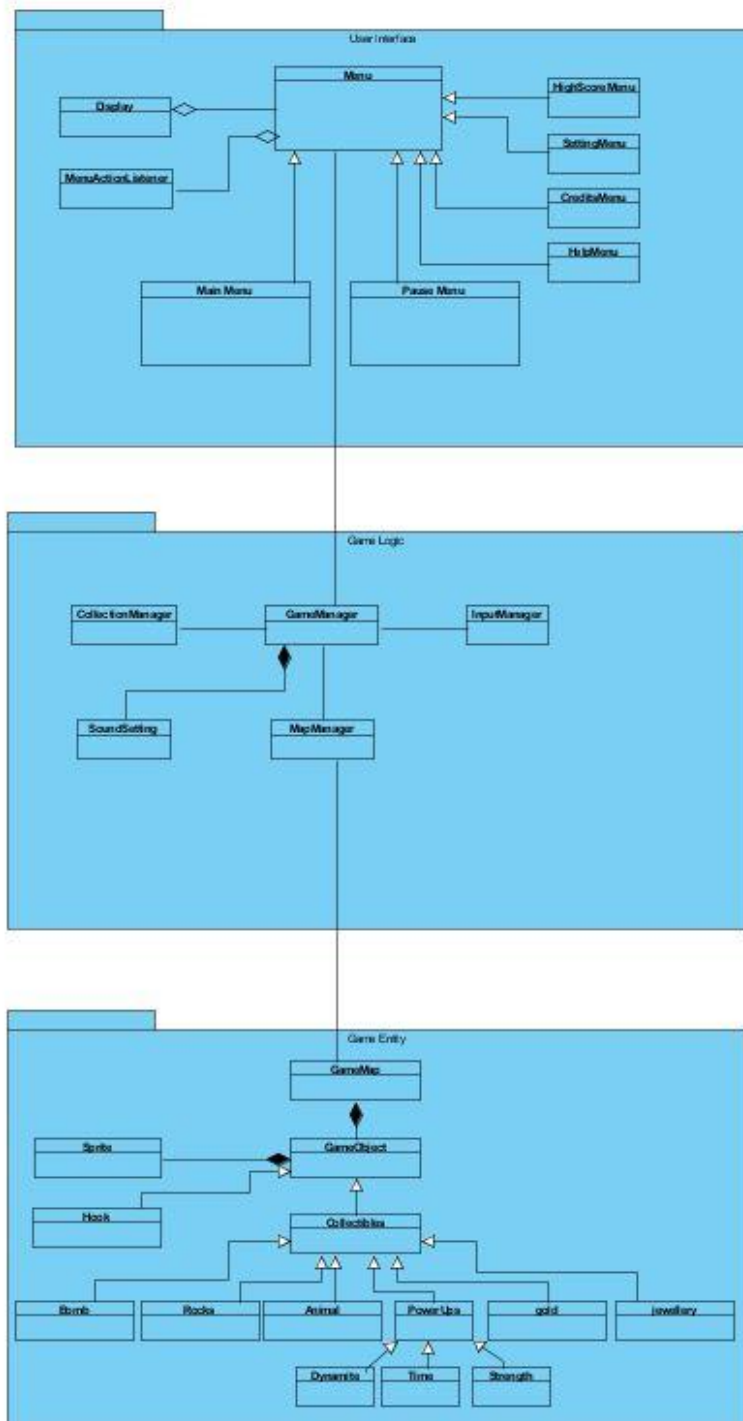 User Interface
Menu
HighScoreMenu
Display
SettingMenu
MenuActionListener
CreditsMenu
HelpMenu
Main Menu
Pause Menu
Game Logic
CollectionManager
GameManager
InputManager
SoundSetting
MapManager
Game Entity
GameMap
Sprite
GameObject
Hook
Collectibles
Bomb
Rocks
Animal
PowerUps
gold
jewellery
Dynamite
Time
Strength